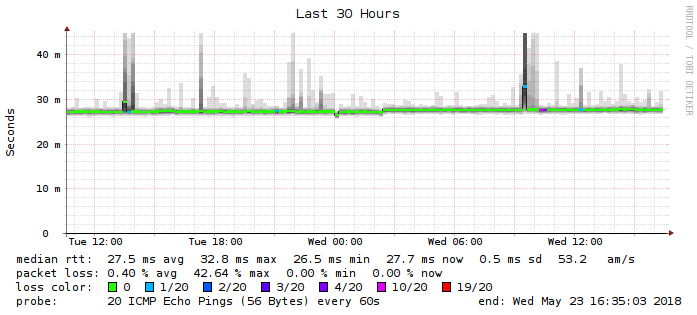 Last 30 Hours
RRDTOOL / TOBI OETIKER
Seconds
40 m
30 m
20 m
10 m
0
Tue 12:00 Tue 18:00 Wed 00:00 Wed 06:00 Wed 12:00
median rtt: 27.5 ms avg 32.8 ms max 26.5 ms min 27.7 ms now 0.5 ms sd 53.2 am/s
packet loss: 0.40 % avg 42.64 % max 0.00 % min 0.00 % now
loss color: 0 1/20 2/20 3/20 4/20 10/20 19/20
probe: 20 ICMP Echo Pings (56 Bytes) every 60s end: Wed May 23 16:35:03 2018